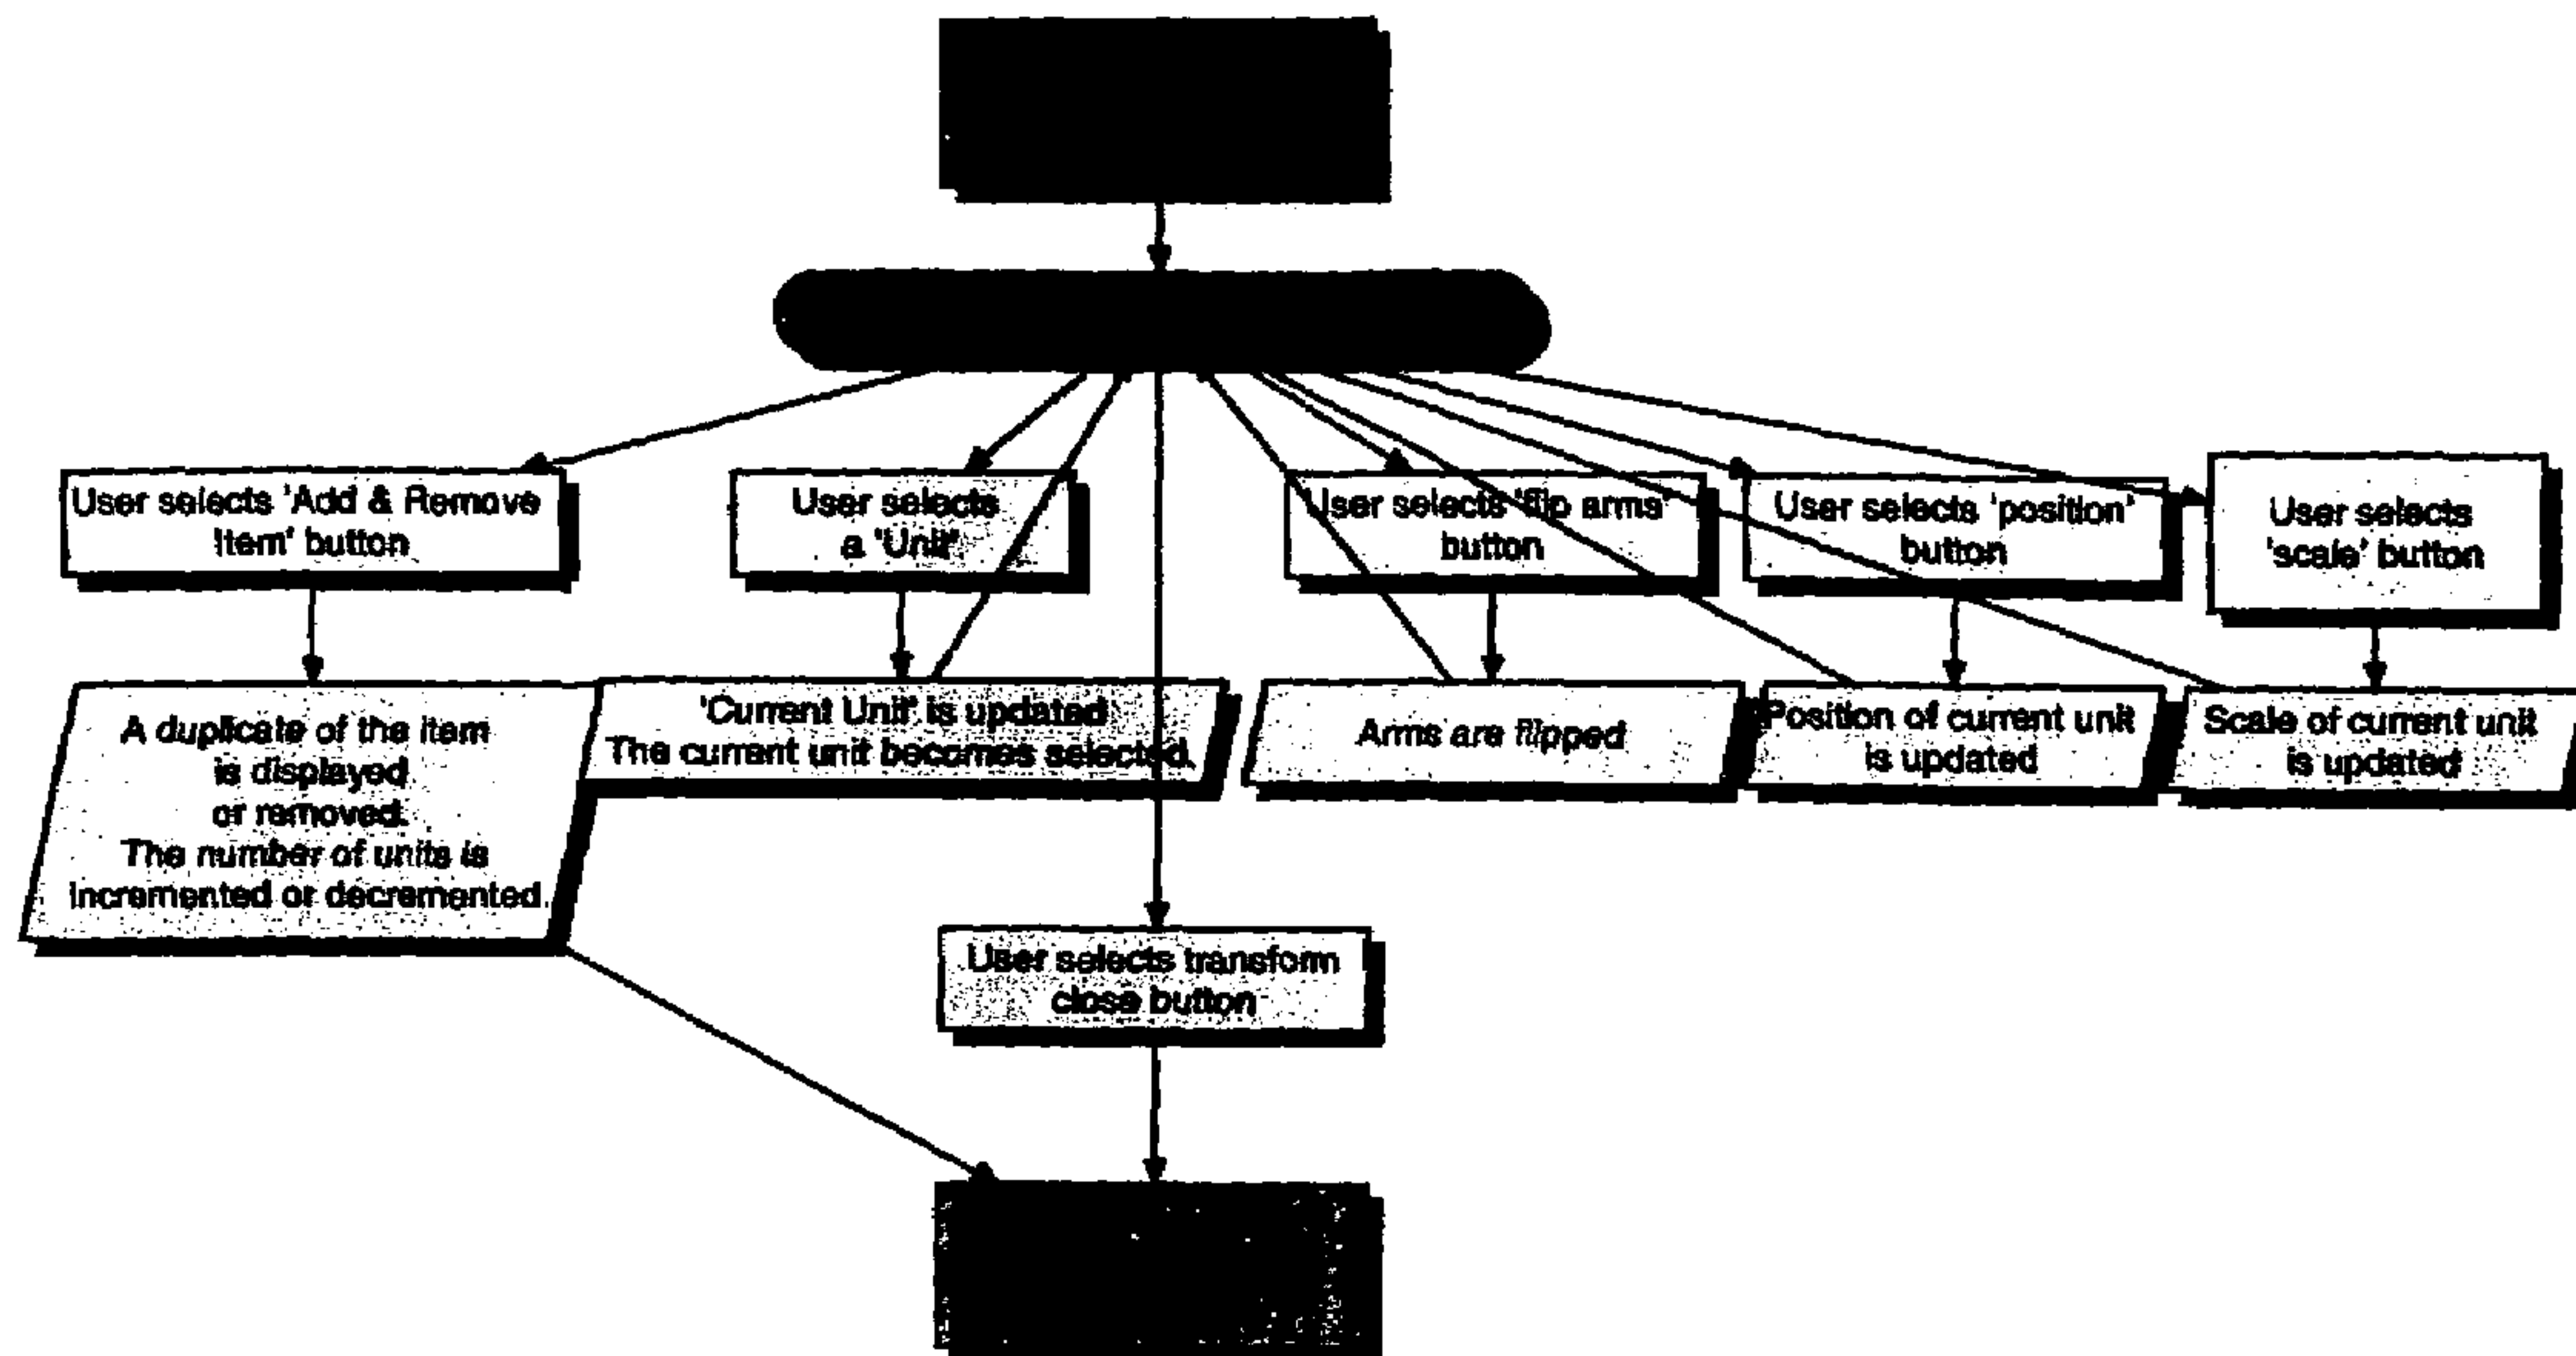 User selects 'Add & Remove
Item' button
User selects
a 'Unit'
User selects 'flip arms'
button
User selects 'position'
button
User selects
'scale' button
A duplicate of the item
is displayed
or removed.
The number of units is
incremented or decremented.
'Current Unit' is updated
The current unit becomes selected.
Arms are flipped
Position of current unit
is updated
Scale of current unit
is updated
User selects transform
close button